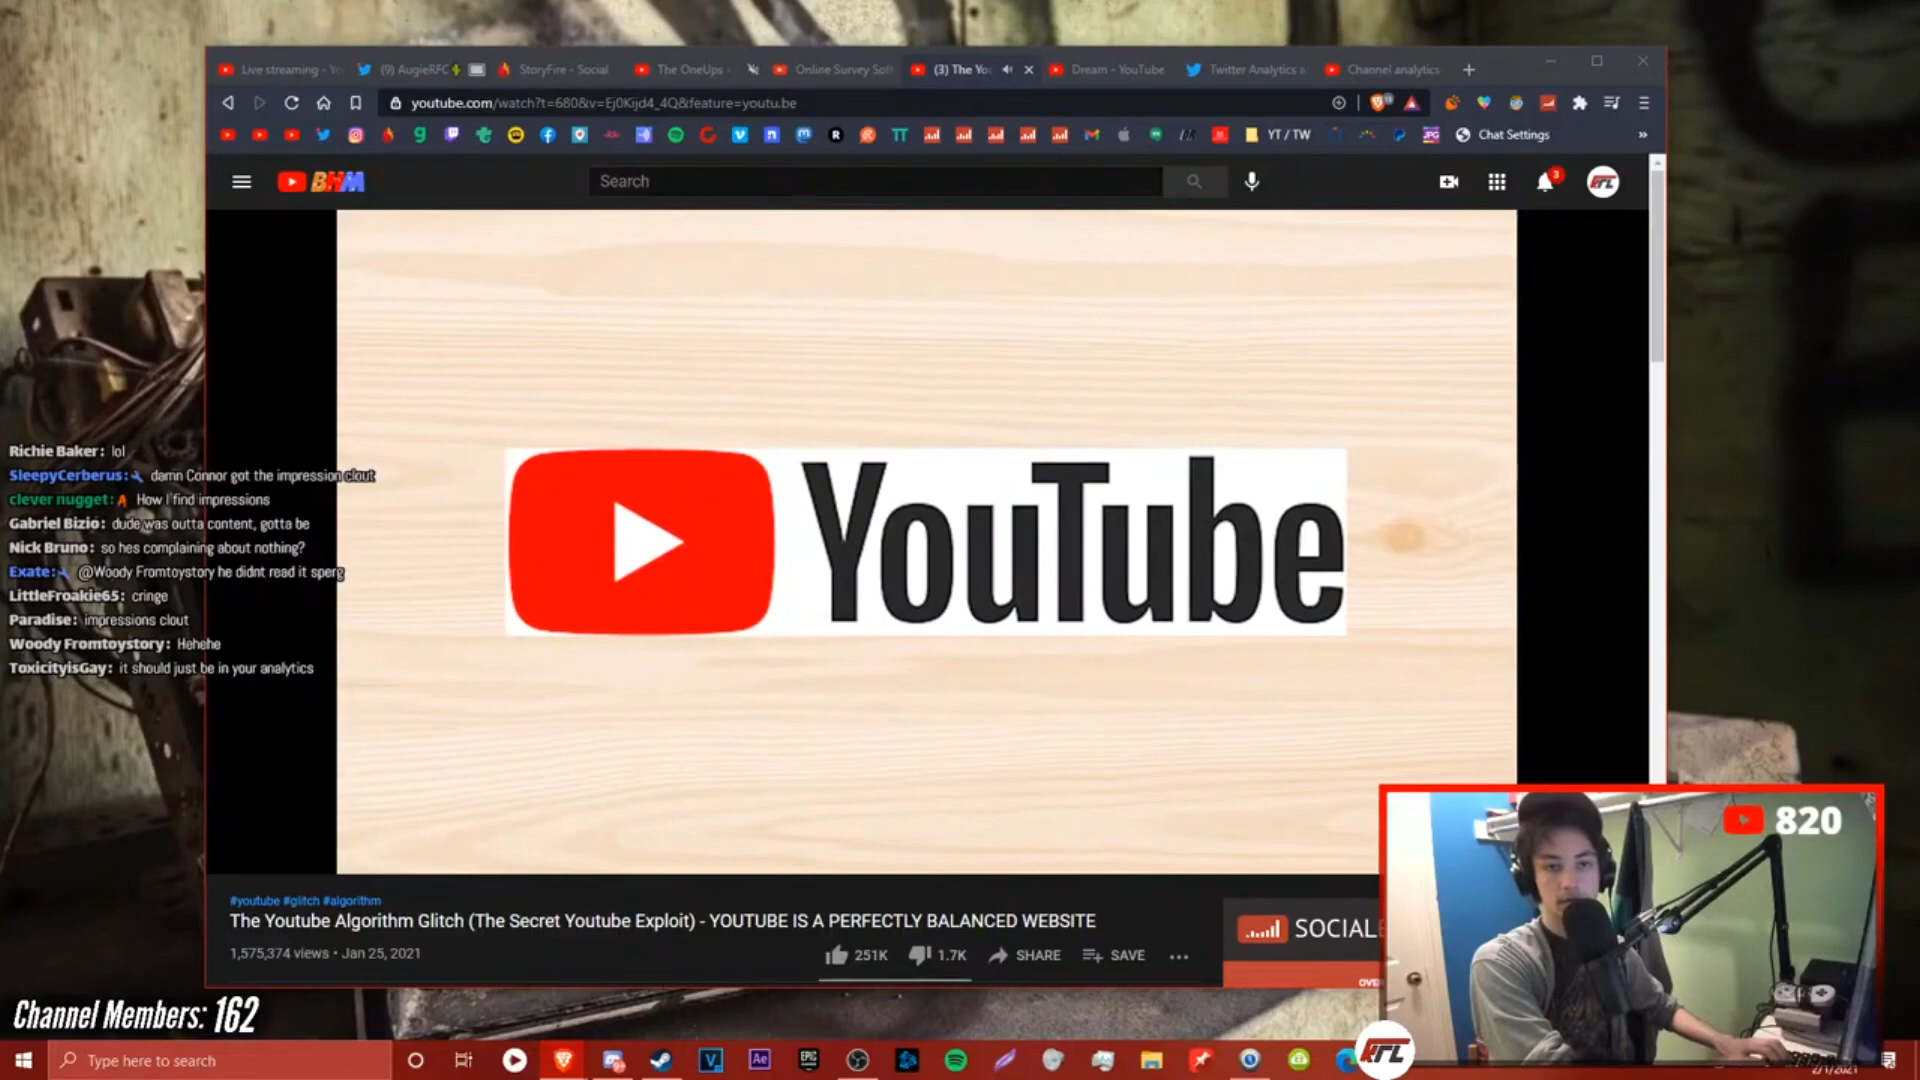 Live streaming - Yo
(9) AugieRFC
StoryFire - Social
The OneUps -
Online Survey Soft
(3) The Yo
Dream - YouTube
Twitter Analytics a
Channel analytics
youtube.com/watch?t=680&v=Ej0Kijd4_4Q&feature=youtu.be
YT / TW
Chat Settings
BHM
Search
3
YouTube
Richie Baker: lol
SleepyCerberus: damn Connor got the impression clout
clever nugget: How I find impressions
Gabriel Bizio: dude was outta content, gotta be
Nick Bruno: so hes complaining about nothing?
Exate: @Woody Fromtoystory he didnt read it sperg
LittleFroakie65: cringe
Paradise: impressions clout
Woody Fromtoystory: Hehehe
ToxicityisGay: it should just be in your analytics
820
#youtube #glitch #algorithm
The Youtube Algorithm Glitch (The Secret Youtube Exploit) - YOUTUBE IS A PERFECTLY BALANCED WEBSITE
1,575,374 views • Jan 25, 2021
251K
1.7K
SHARE
SAVE
SOCIAL
OVER
Channel Members: 162
Type here to search
2/1/2021